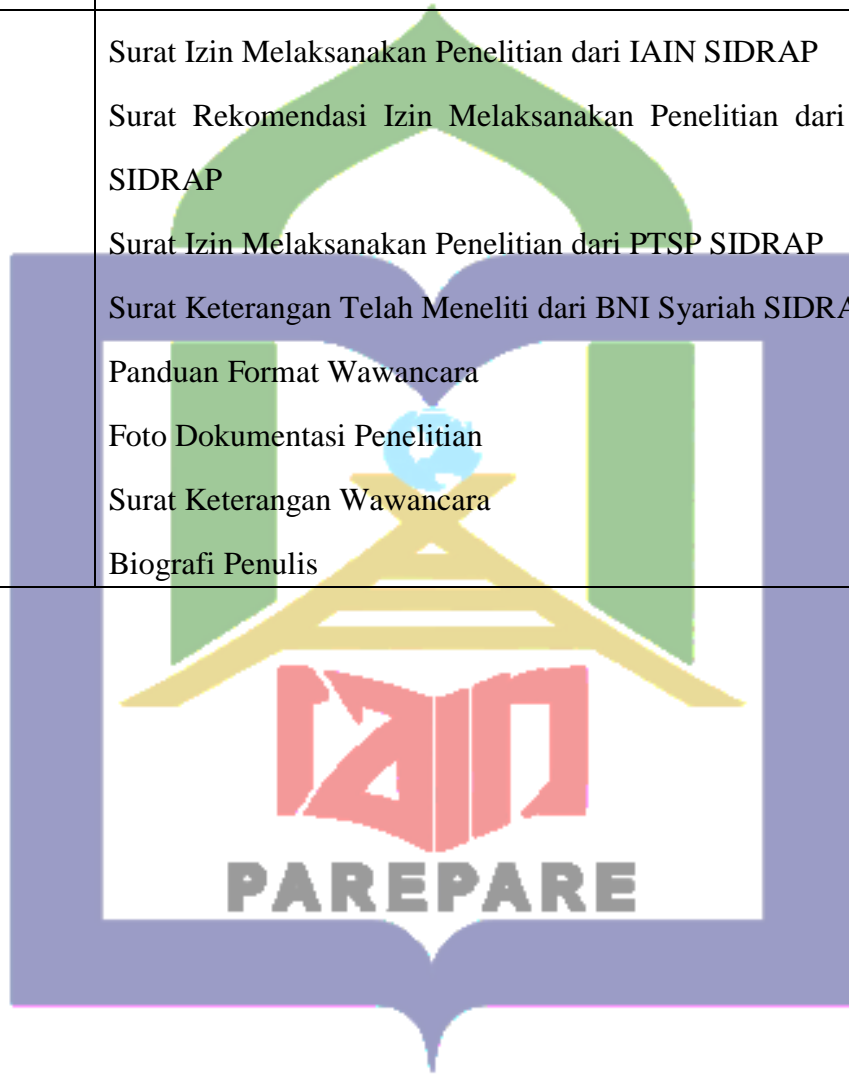 Surat Izin Melaksanakan Penelitian dari IAIN SIDRAP
Surat Rekomendasi Izin Melaksanakan Penelitian dari
SIDRAP
Surat Izin Melaksanakan Penelitian dari PTSP SIDRAP
Surat Keterangan Telah Meneliti dari BNI Syariah SIDRA
Panduan Format Wawancara
Foto Dokumentasi Penelitian
Surat Keterangan Wawancara
Biografi Penulis
iain
PAREPARE